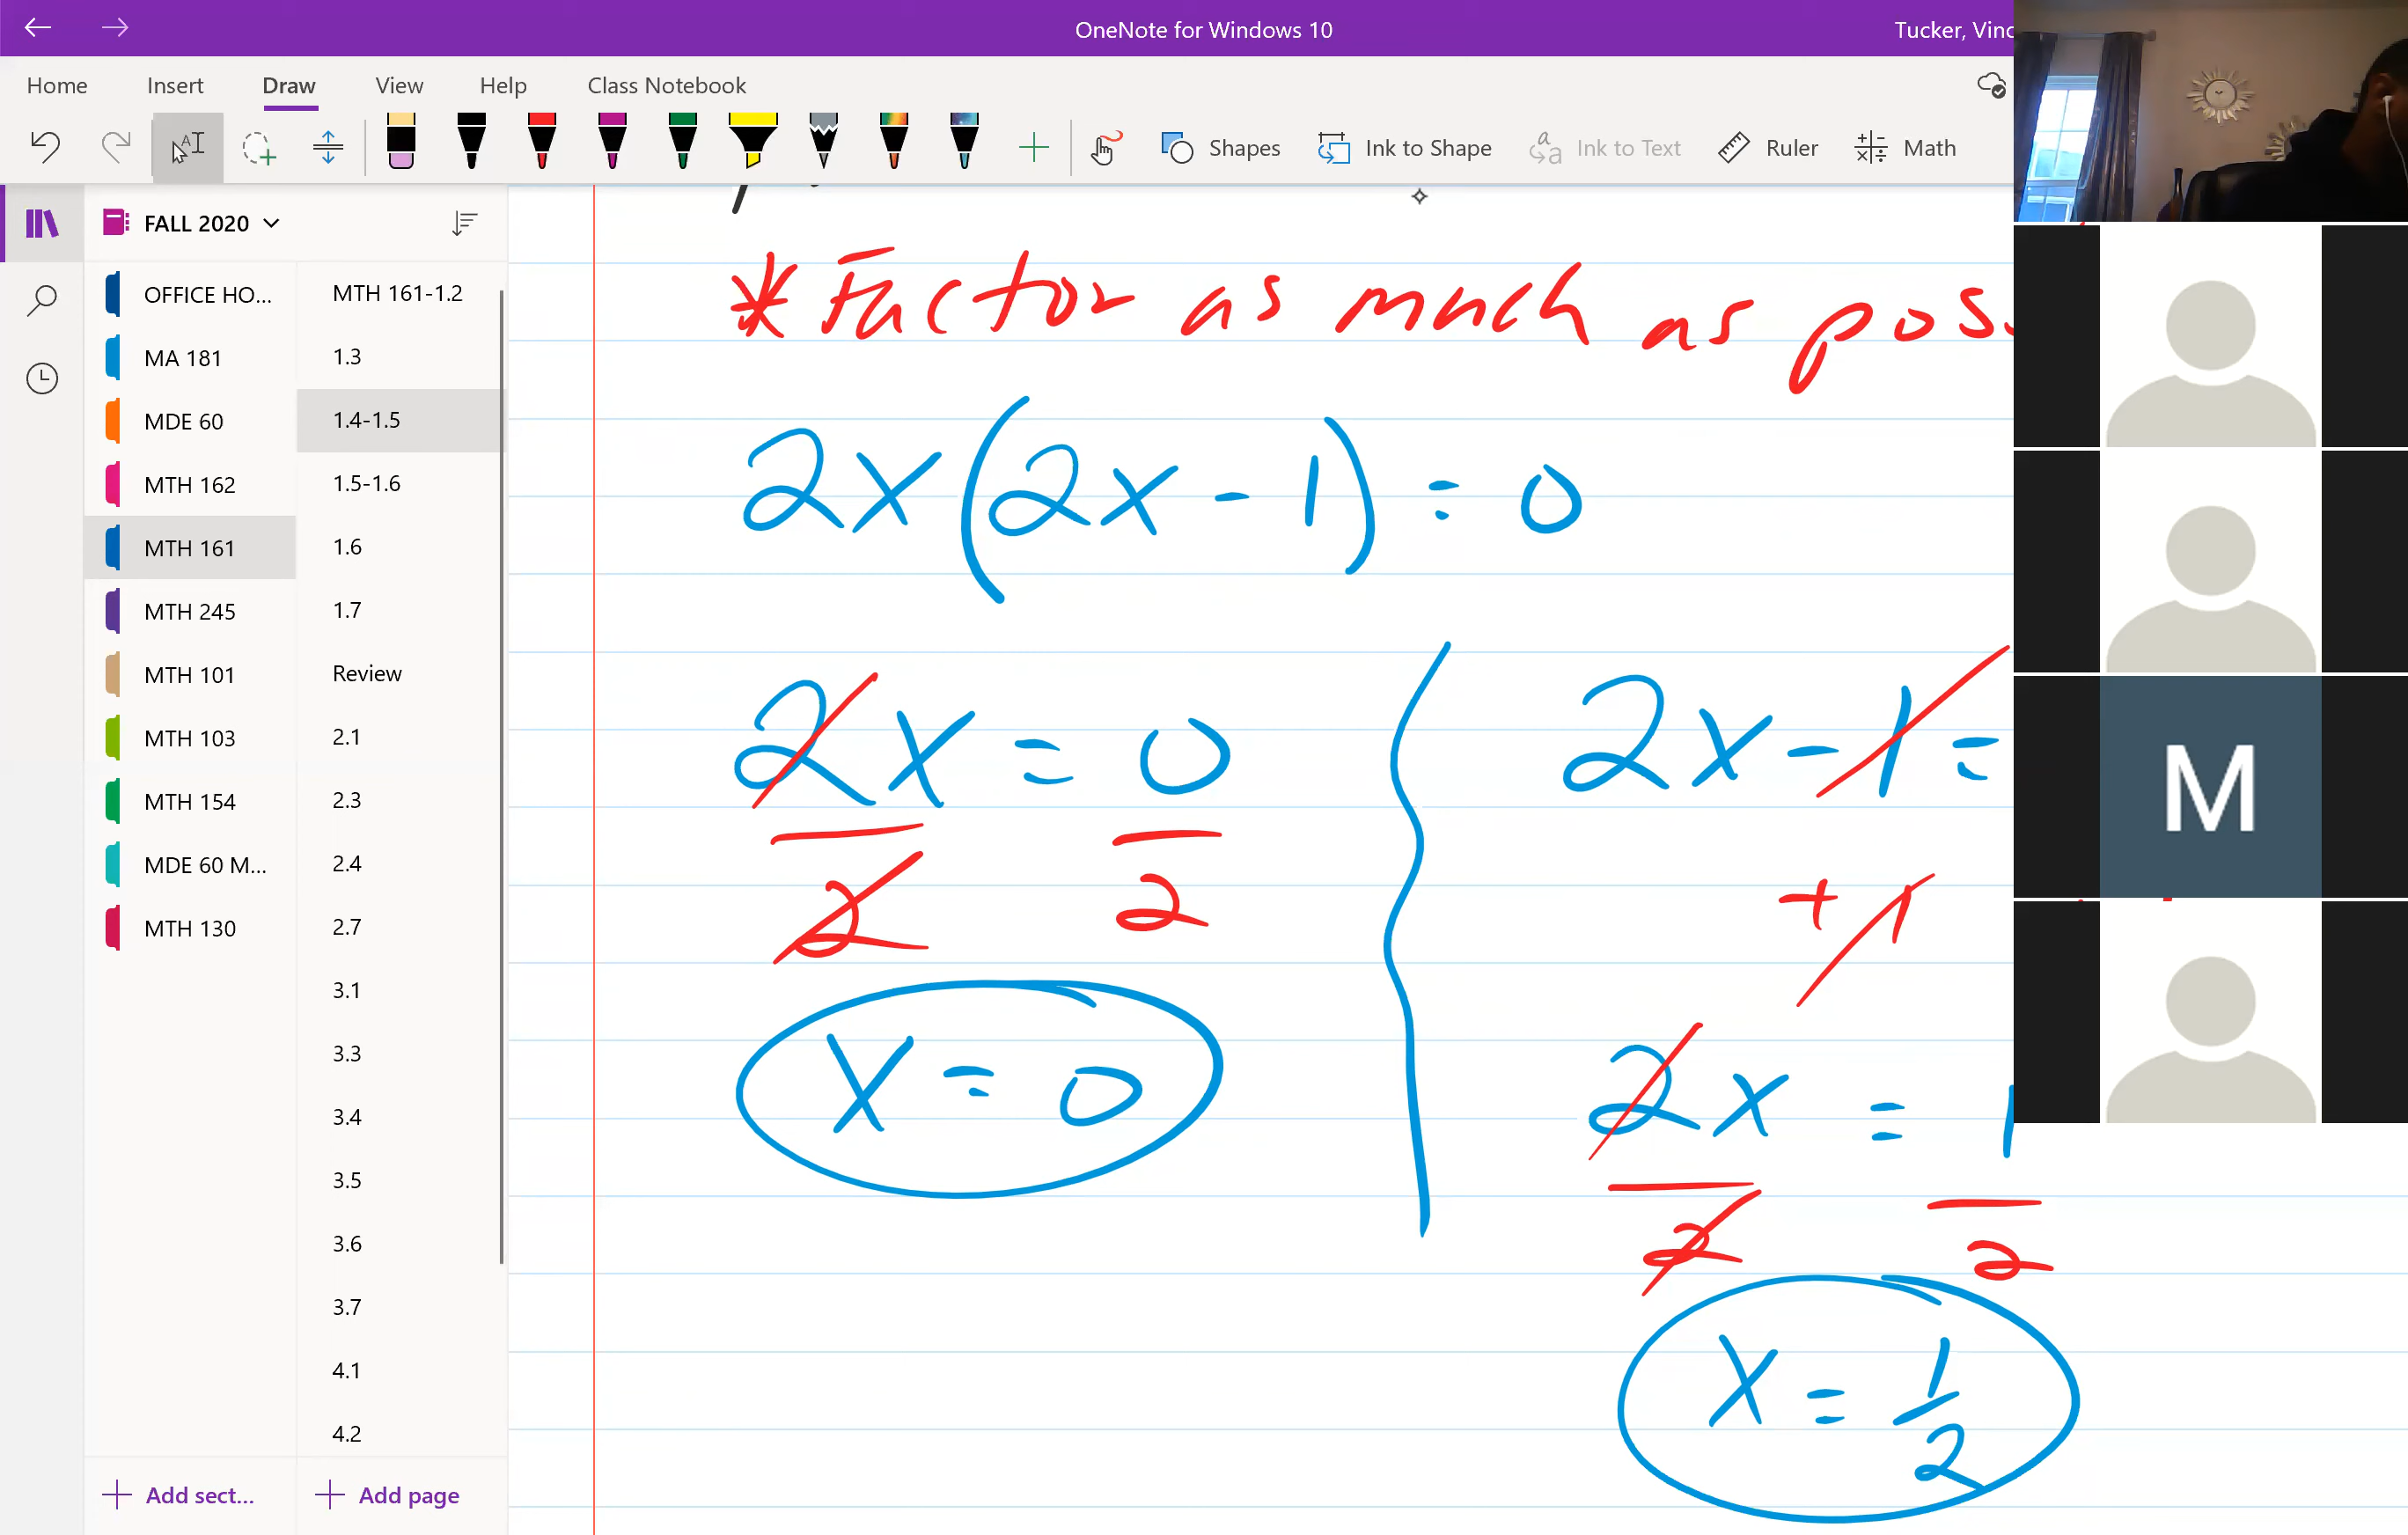 OneNote for Windows 10
Tucker, Vinc
Home Insert Draw View Help Class Notebook
Shapes Ink to Shape Ink to Text Ruler Math
FALL 2020
OFFICE HO...
MA 181
MDE 60
MTH 162
MTH 161
MTH 245
MTH 101
MTH 103
MTH 154
MDE 60 M...
MTH 130
Add sect...
MTH 161-1.2
1.3
1.4-1.5
1.5-1.6
1.6
1.7
Review
2.1
2.3
2.4
2.7
3.1
3.3
3.4
3.5
3.6
3.7
4.1
4.2
Add page
* Factor as much as poss
2x(2x - 1) = 0
2x = 0
2 2
x = 0
2x - 1 =
+ 1
2x = 1
2 2
x = 1/2
M